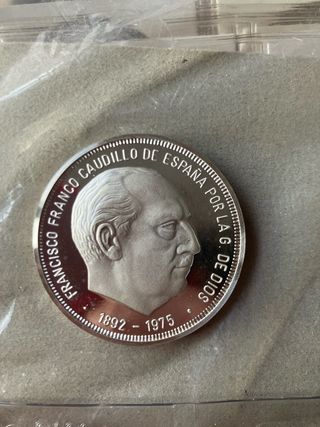 FRANCISCO FRANCO CAUDILLO DE ESPAÑA POR LA G. DE DIOS
1892 - 1975